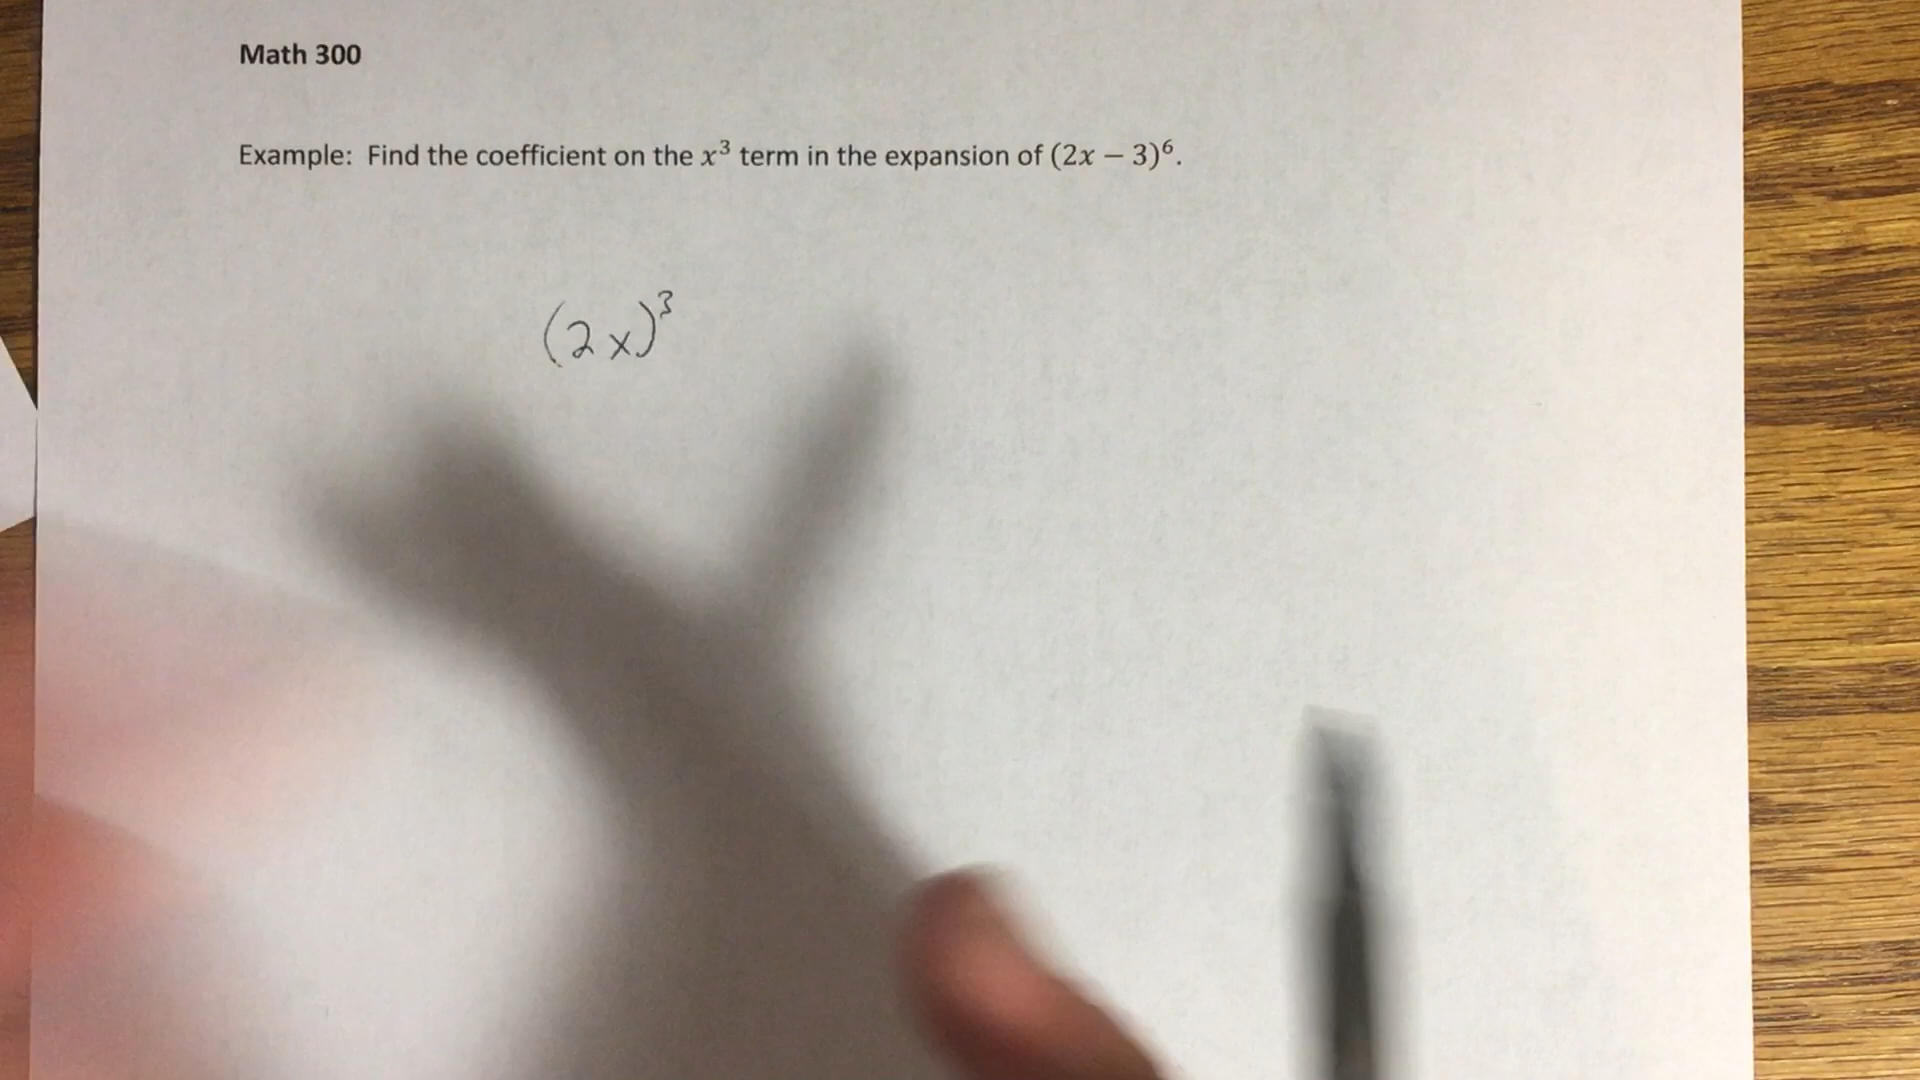 Math 300
Example: Find the coefficient on the x³ term in the expansion of (2x − 3)⁶.
(2x)³